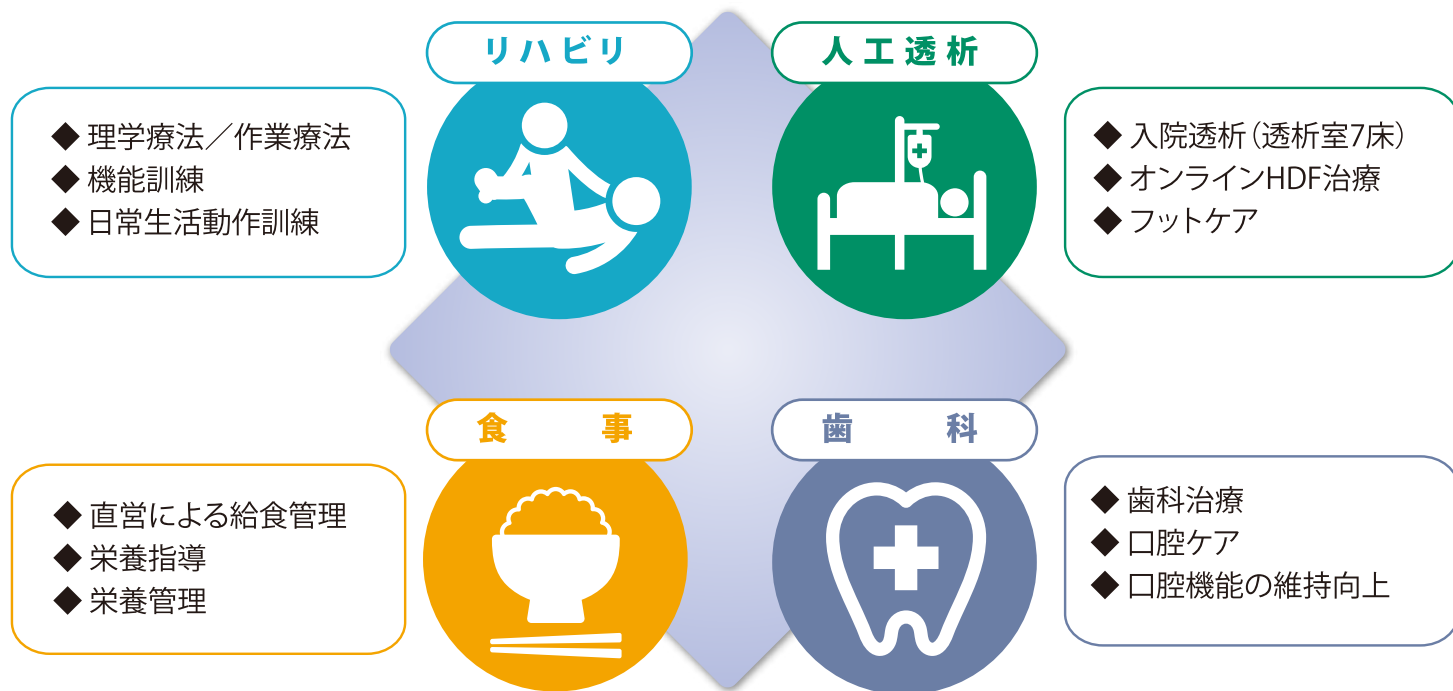 リハビリ
◆ 理学療法／作業療法
◆ 機能訓練
◆ 日常生活動作訓練
人工透析
◆ 入院透析（透析室7床）
◆ オンラインHDF治療
◆ フットケア
食事
◆ 直営による給食管理
◆ 栄養指導
◆ 栄養管理
歯科
◆ 歯科治療
◆ 口腔ケア
◆ 口腔機能の維持向上